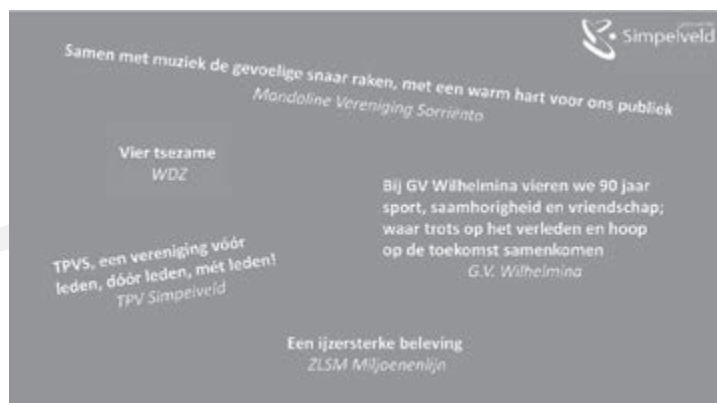 Simpelveld
Samen met muziek de gevoelige snaar raken, met een warm hart voor ons publiek
Mandoline Vereniging Sorriënto
Vier tsezame
WDZ
Bij GV Wilhelmina vieren we 90 jaar
sport, saamhorigheid en vriendschap;
waar trots op het verleden en hoop
op de toekomst samenkomen
G.V. Wilhelmina
TPVS, een vereniging vóór
leden, dóór leden, mét leden!
TPV Simpelveld
Een ijzersterke beleving
ZLSM Miljoenenlijn